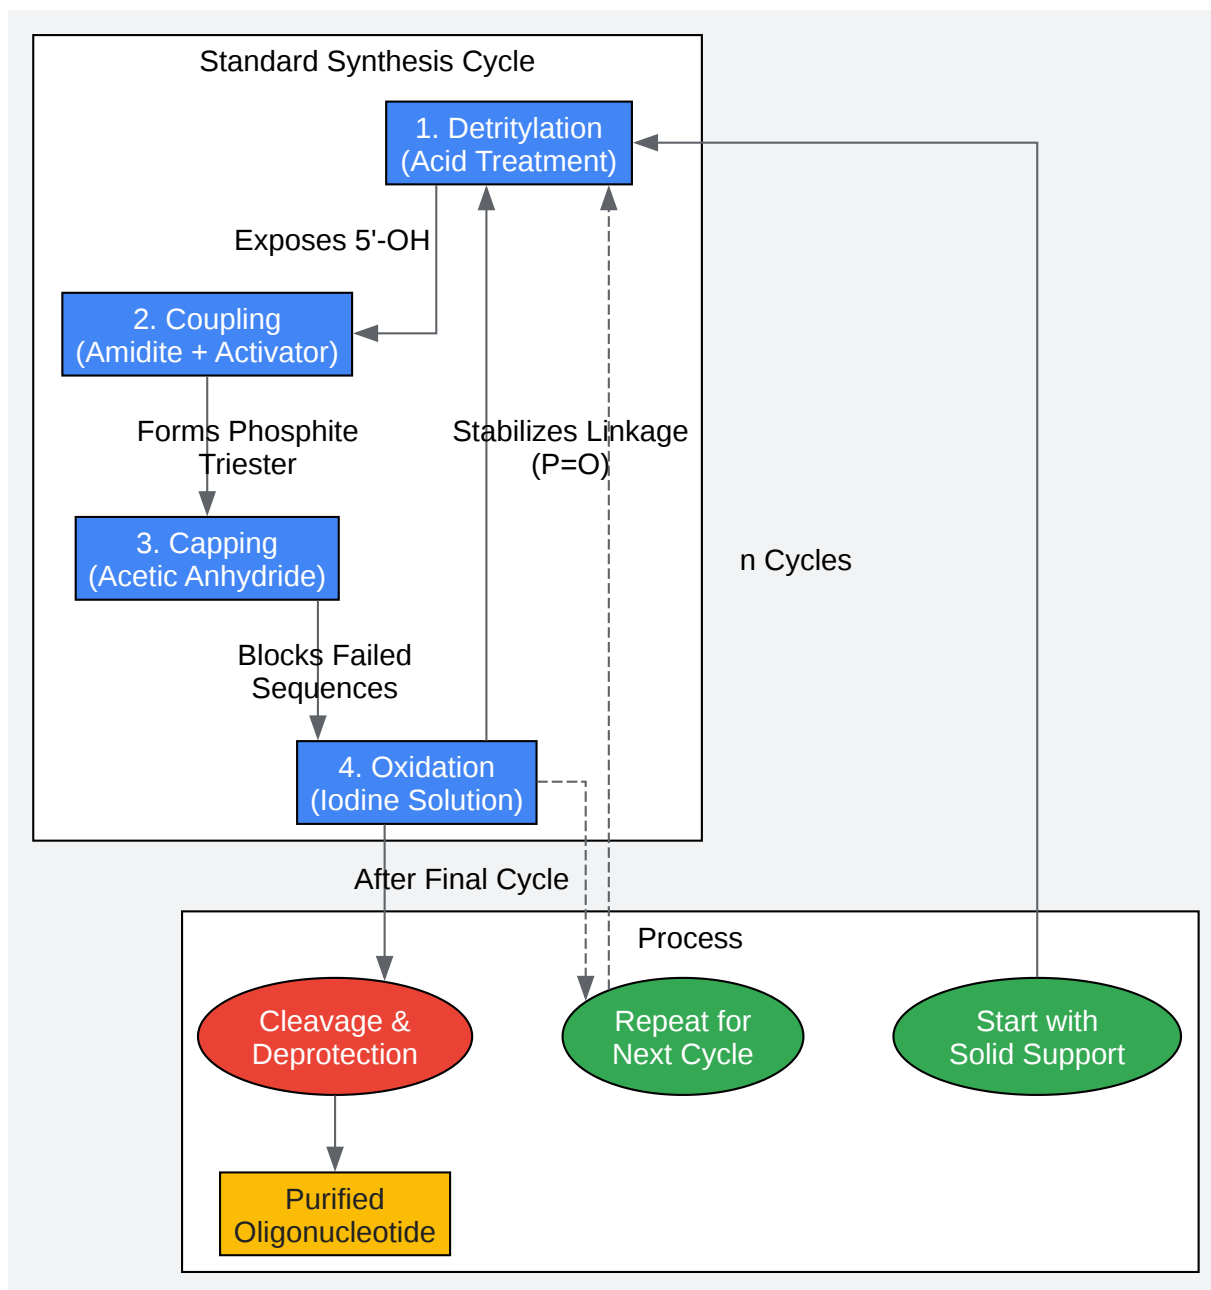 Standard Synthesis Cycle
1. Detritylation
(Acid Treatment)
Exposes 5'-OH
2. Coupling
(Amidite + Activator)
Forms Phosphite
Triester
Stabilizes Linkage
(P=O)
3. Capping
(Acetic Anhydride)
n Cycles
Blocks Failed
Sequences
4. Oxidation
(Iodine Solution)
After Final Cycle
Process
Cleavage &
Deprotection
Repeat for
Next Cycle
Start with
Solid Support
Purified
Oligonucleotide